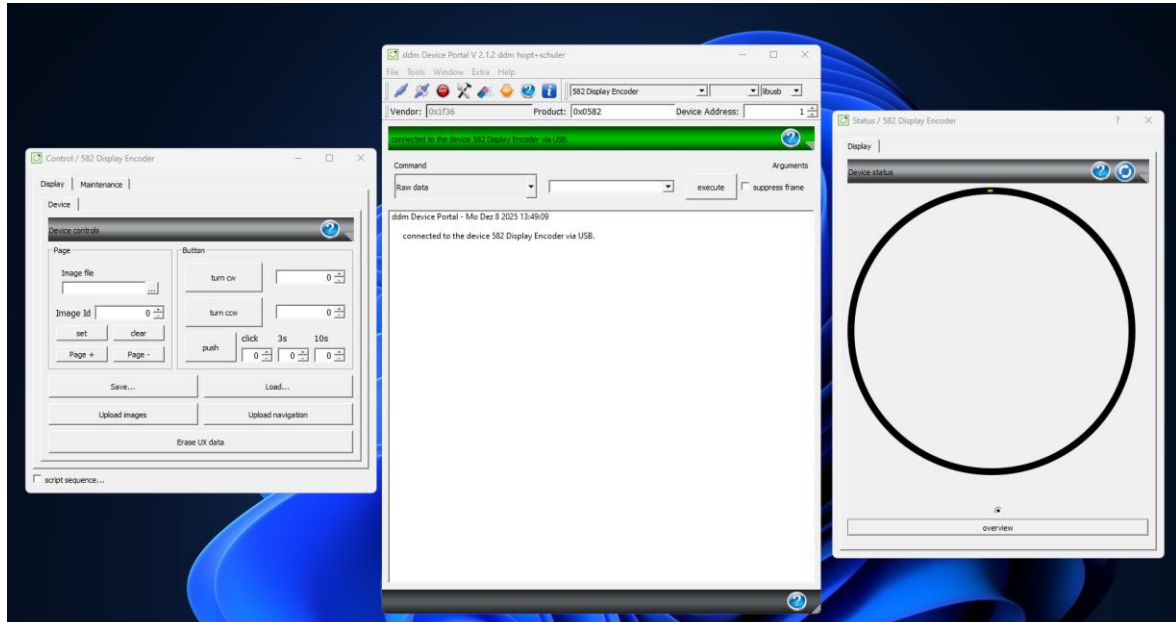 Control / 582 Display Encoder
Display
Maintenance
Device
Device controls
Page
Image file
...
Image Id
0
set
clear
Page +
Page -
Button
turn cw
0
turn ccw
0
push
click
3s
10s
0
0
0
Save...
Load...
Upload images
Upload navigation
Erase UX data
script sequence...
ddm Device Portal V 2.1.2 ddm hopt+schuler
File Tools Window Extra Help
582 Display Encoder
libusb
Vendor: 0x1f36 Product: 0x0582 Device Address: 1
connected to the device 582 Display Encoder via USB.
Command
Arguments
Raw data
execute
suppress frame
ddm Device Portal - Mo Dez 8 2025 13:49:09
connected to the device 582 Display Encoder via USB.
Status / 582 Display Encoder
Display
Device status
overview